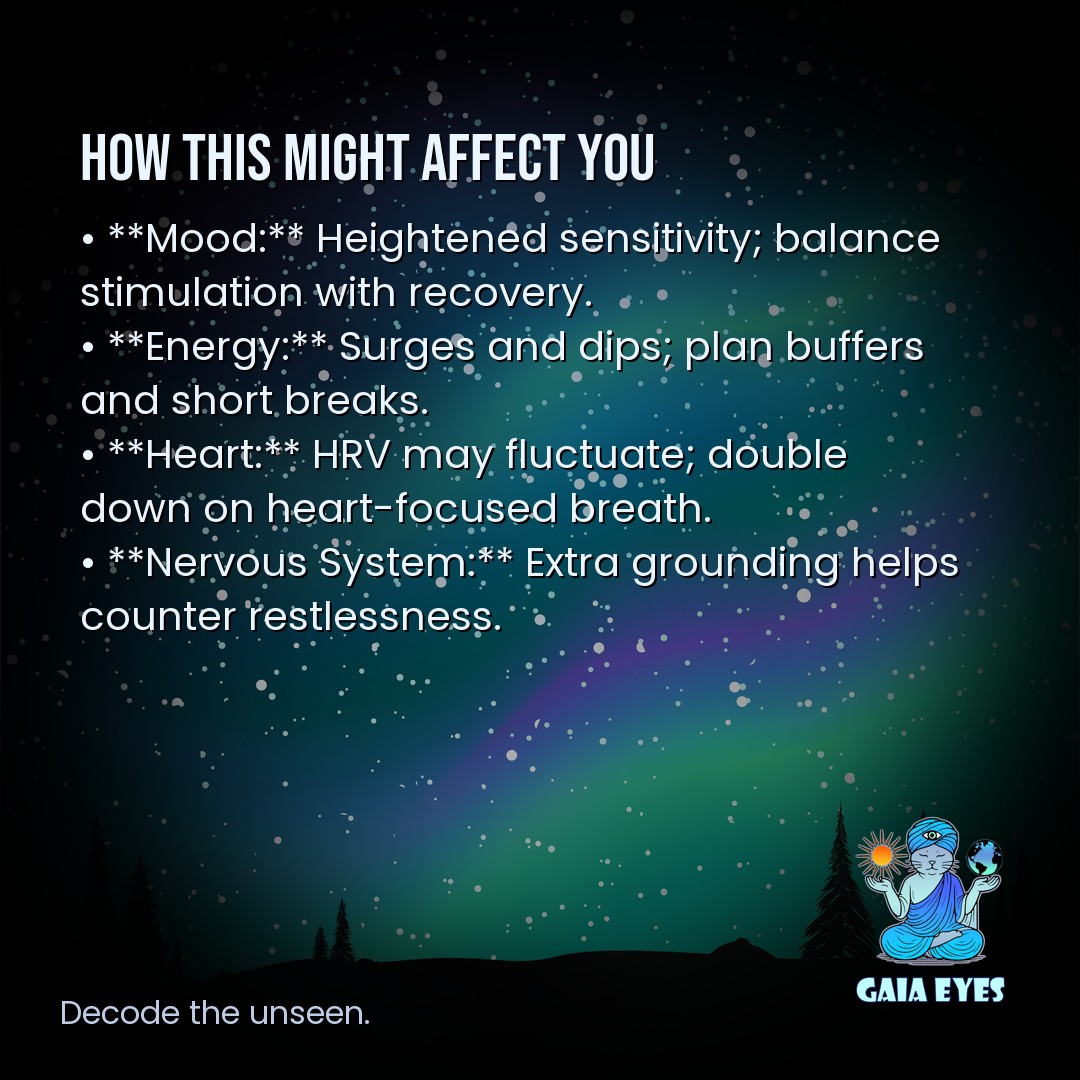 HOW THIS MIGHT AFFECT YOU
• **Mood:** Heightened sensitivity; balance
stimulation with recovery.
• **Energy:** Surges and dips; plan buffers
and short breaks.
• **Heart:** HRV may fluctuate; double
down on heart-focused breath.
• **Nervous System:** Extra grounding helps
counter restlessness.
GAIA EYES
Decode the unseen.